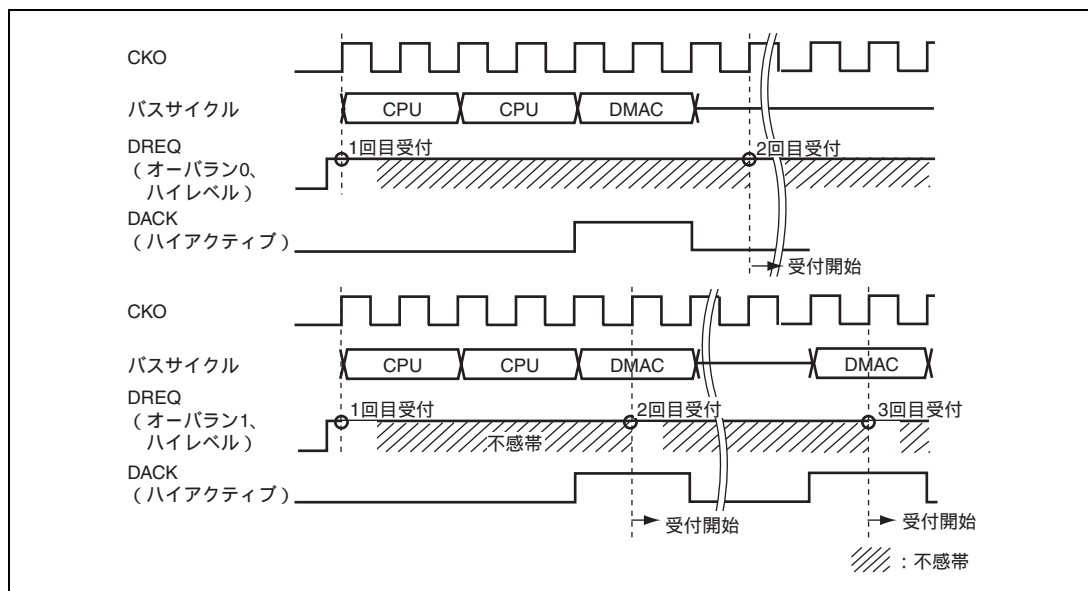 CKO
バスサイクル
CPU CPU DMAC
DREQ
(オーバラン0、
ハイレベル)
1回目受付 2回目受付
DACK
(ハイアクティブ)
受付開始
CKO
バスサイクル
CPU CPU DMAC DMAC
DREQ
(オーバラン1、
ハイレベル)
1回目受付 2回目受付 3回目受付
不感帯
DACK
(ハイアクティブ)
受付開始 受付開始
:不感帯